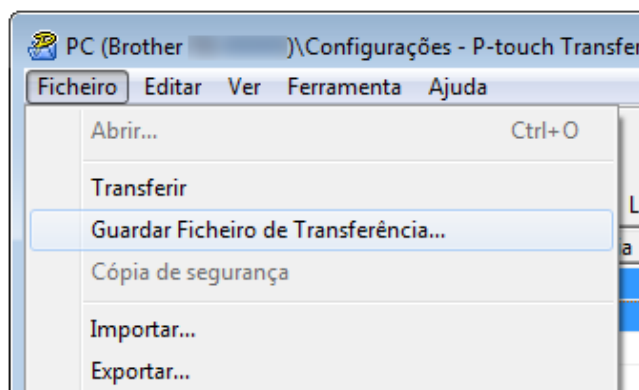 PC (Brother )\Configurações - P-touch Transfer
Ficheiro Editar Ver Ferramenta Ajuda
Abrir... Ctrl+O
Transferir
Guardar Ficheiro de Transferência...
Cópia de segurança
Importar...
Exportar...